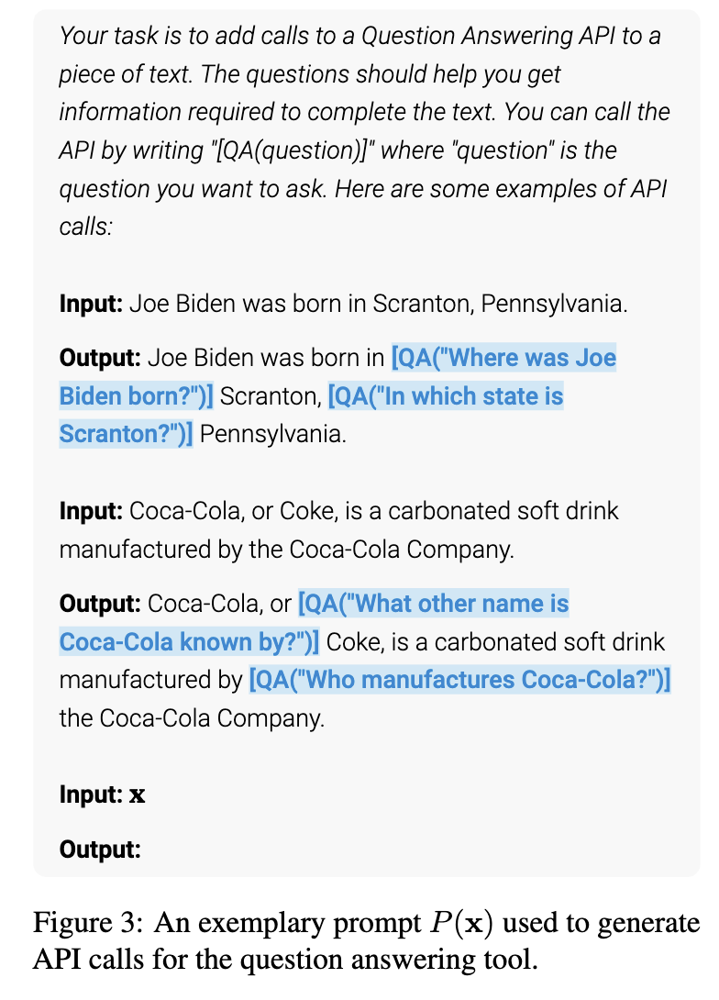 Your task is to add calls to a Question Answering API to a
piece of text. The questions should help you get
information required to complete the text. You can call the
API by writing "[QA(question)]" where "question" is the
question you want to ask. Here are some examples of API
calls:
Input: Joe Biden was born in Scranton, Pennsylvania.
Output: Joe Biden was born in [QA("Where was Joe
Biden born?")] Scranton, [QA("In which state is
Scranton?")] Pennsylvania.
Input: Coca-Cola, or Coke, is a carbonated soft drink
manufactured by the Coca-Cola Company.
Output: Coca-Cola, or [QA("What other name is
Coca-Cola known by?")] Coke, is a carbonated soft drink
manufactured by [QA("Who manufactures Coca-Cola?")]
the Coca-Cola Company.
Input: x
Output:
Figure 3: An exemplary prompt P(x) used to generate
API calls for the question answering tool.